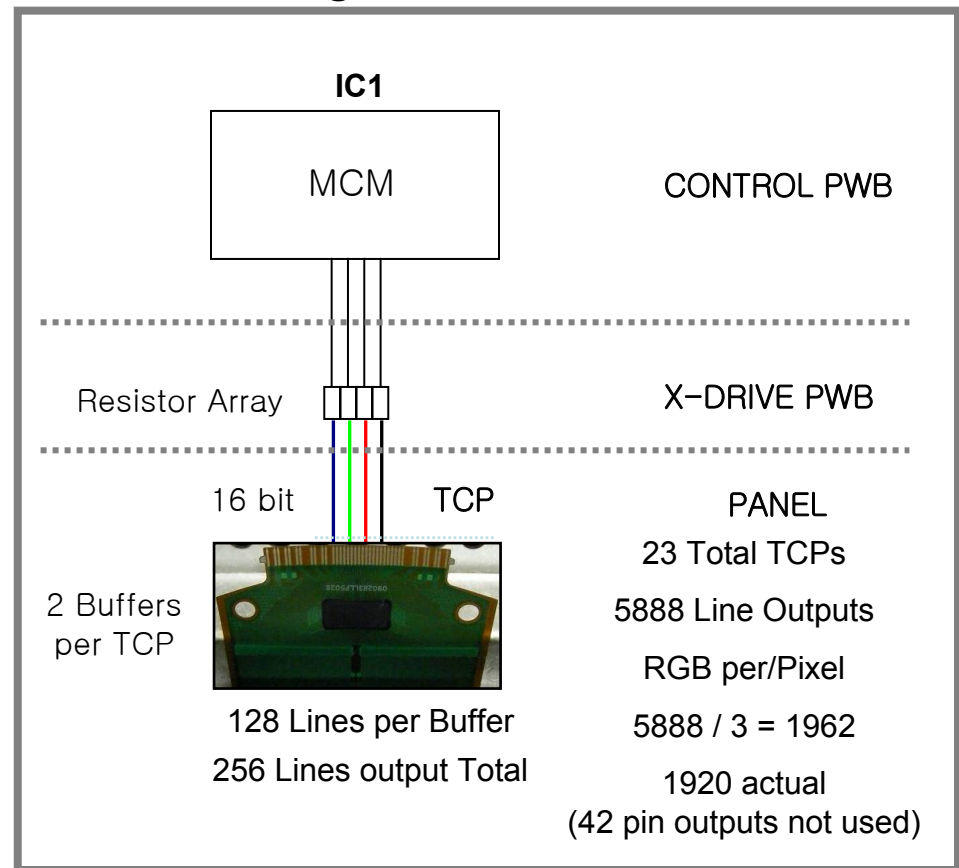 IC1
MCM
CONTROL PWB
Resistor Array
X-DRIVE PWB
16 bit
TCP
PANEL
2 Buffers
per TCP
23 Total TCPs
5888 Line Outputs
RGB per/Pixel
128 Lines per Buffer
256 Lines output Total
5888 / 3 = 1962
1920 actual
(42 pin outputs not used)